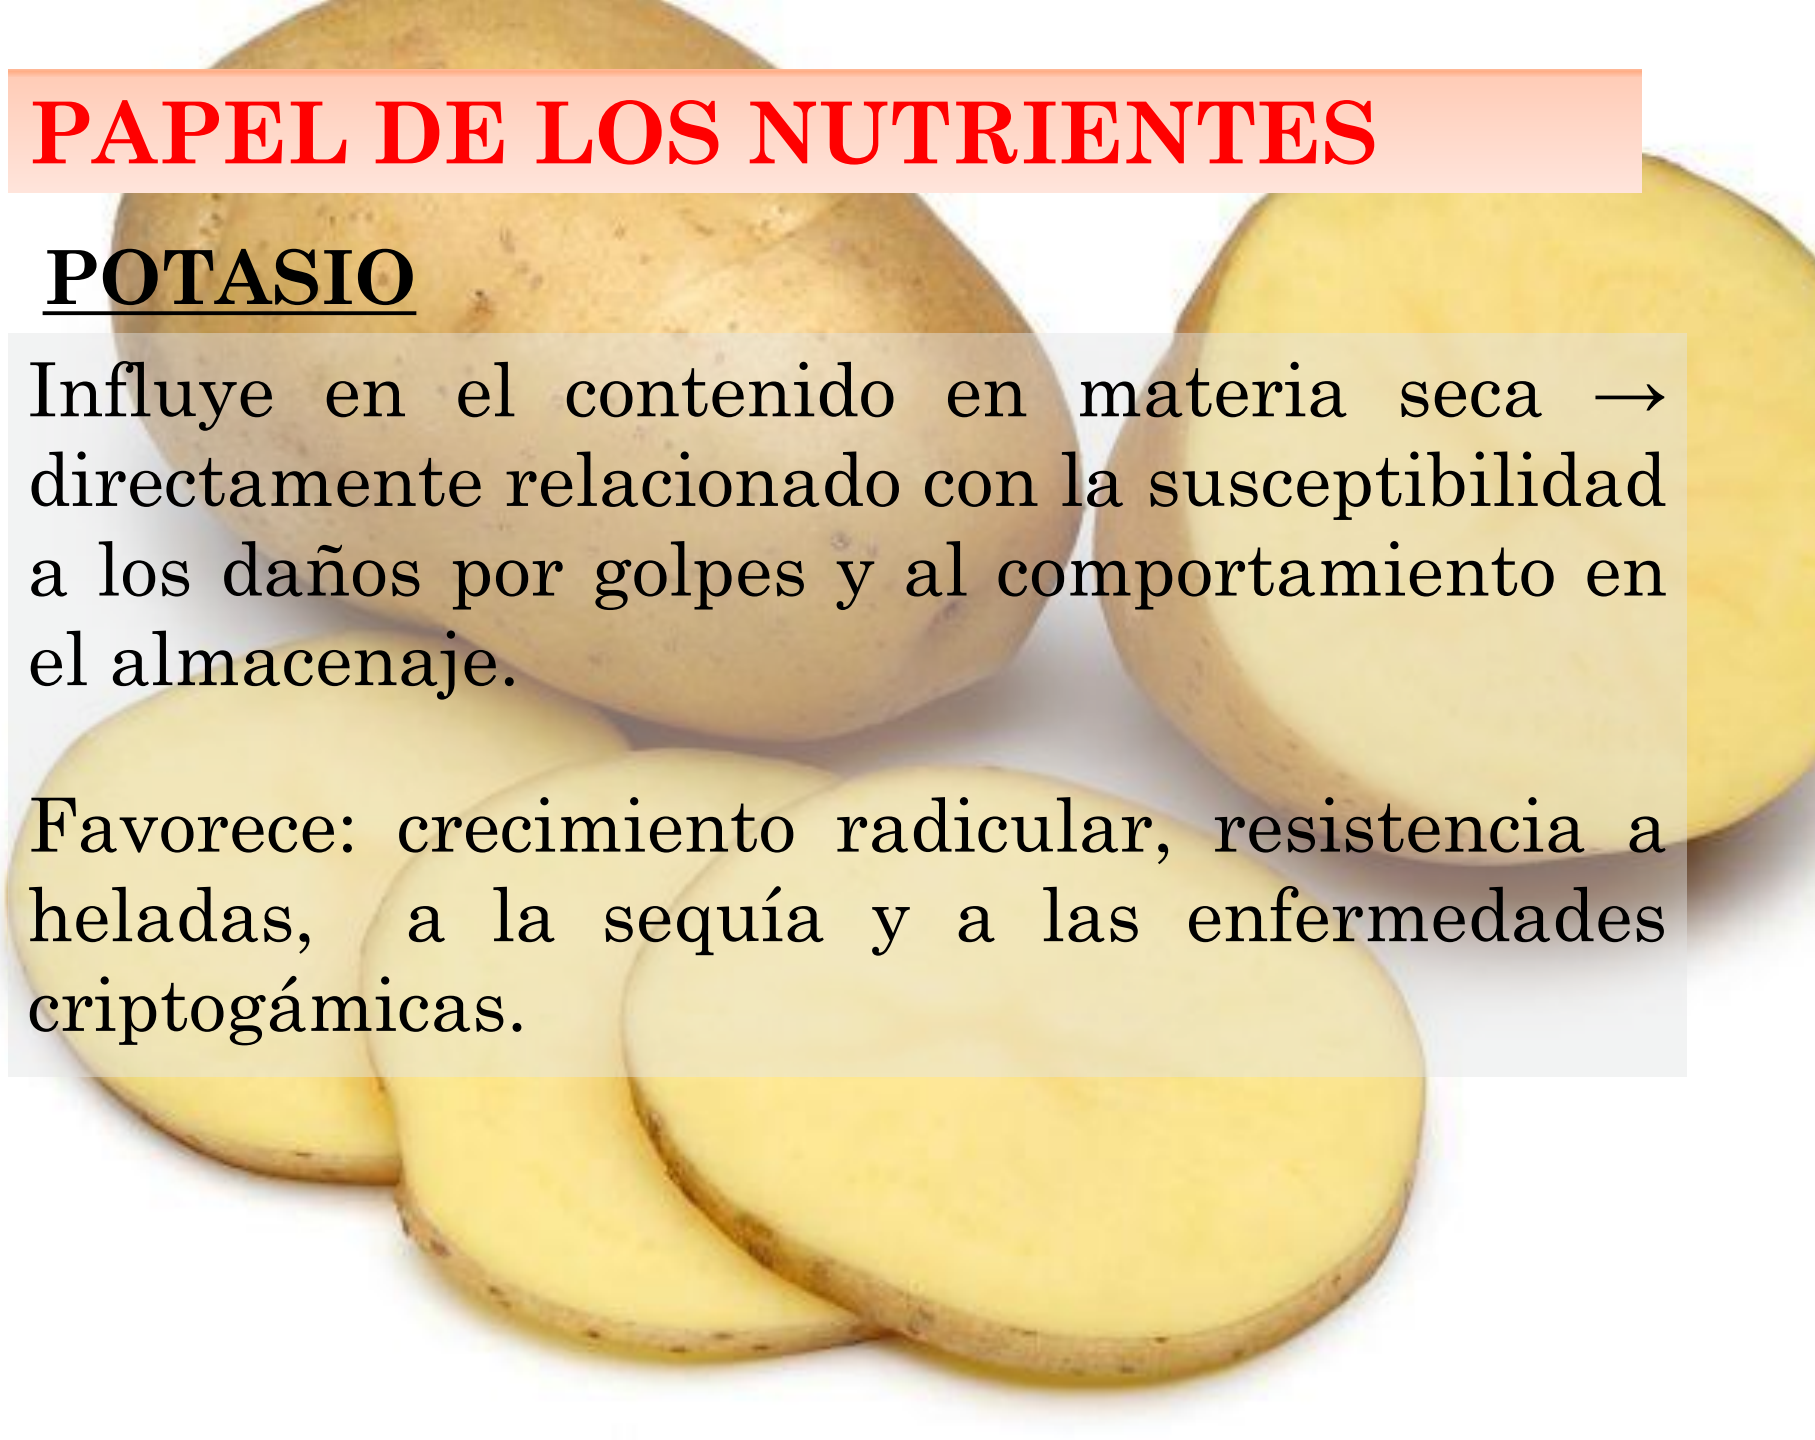 PAPEL DE LOS NUTRIENTES
POTASIO
Influye en el contenido en materia seca →
directamente relacionado con la susceptibilidad
a los daños por golpes y al comportamiento en
el almacenaje.
Favorece: crecimiento radicular, resistencia a
heladas, a la sequía y a las enfermedades
criptogámicas.